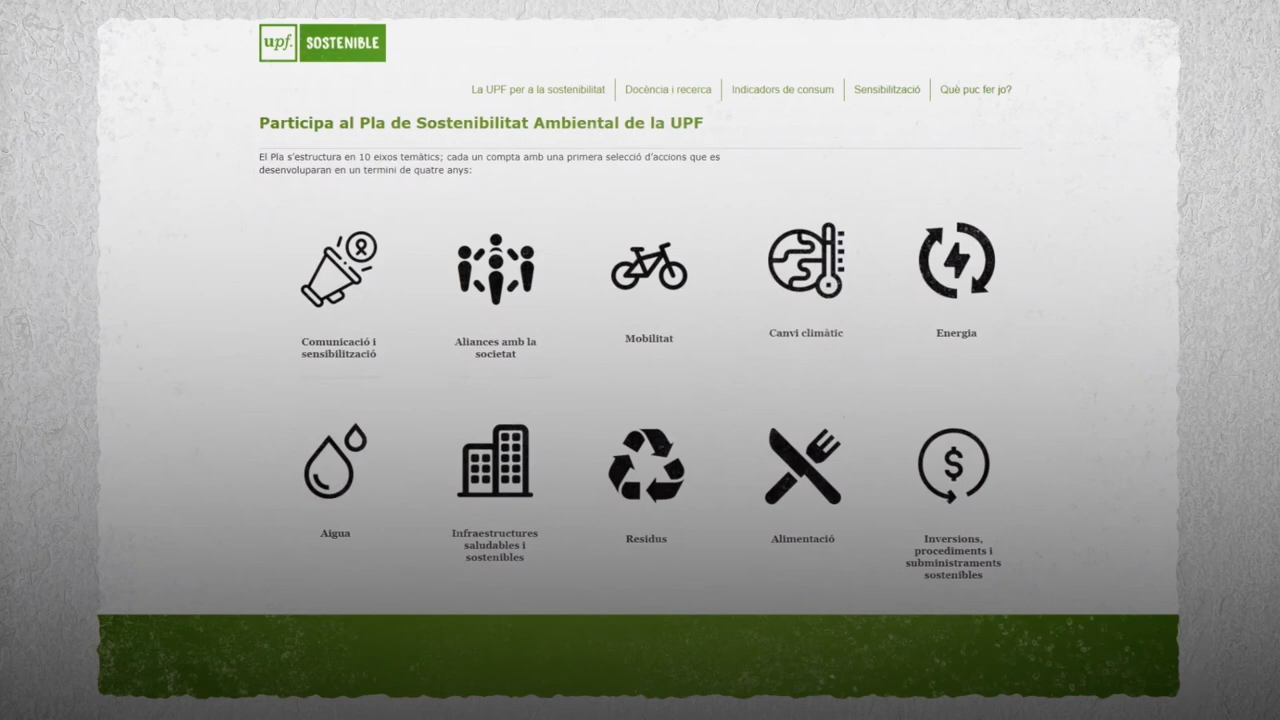 upf. SOSTENIBLE
La UPF per a la sostenibilitat
Docència i recerca
Indicadors de consum
Sensibilització
Què puc fer jo?
Participa al Pla de Sostenibilitat Ambiental de la UPF
El Pla s'estructura en 10 eixos temàtics; cada un compta amb una primera selecció d'accions que es
desenvoluparan en un termini de quatre anys:
Comunicació i
sensibilització
Aliances amb la
societat
Mobilitat
Canvi climàtic
Energia
Aigua
Infraestructures
saludables i
sostenibles
Residus
Alimentació
Inversions,
procediments i
subministraments
sostenibles